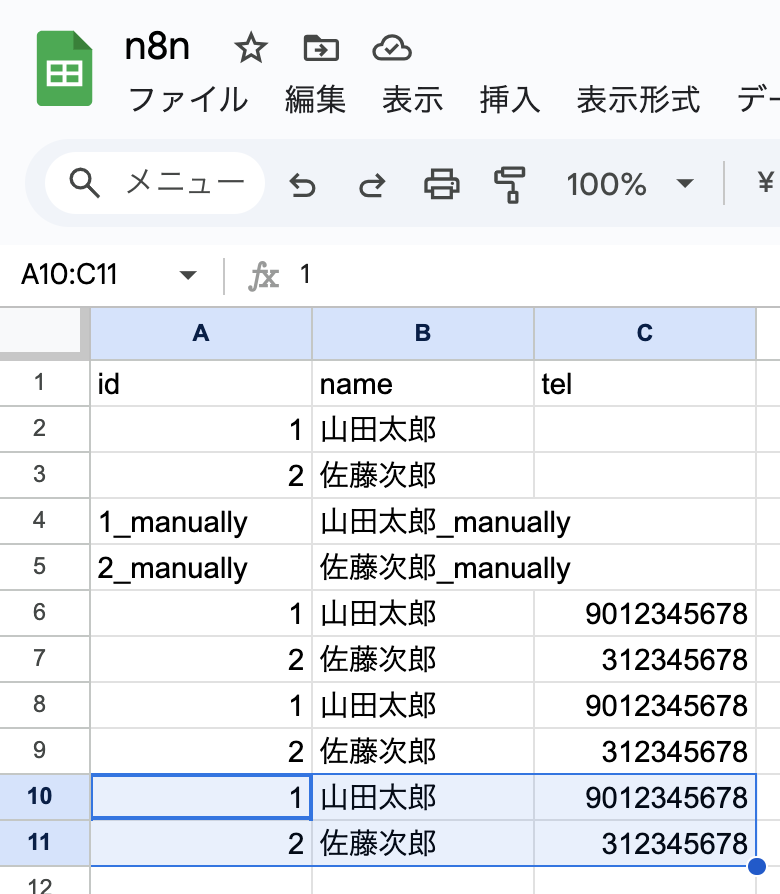 n8n
ファイル 編集 表示 挿入 表示形式 デー
メニュー 100% ¥
A10:C11 fx 1
A B C
1 id name tel
2 1 山田太郎
3 2 佐藤次郎
4 1_manually 山田太郎_manually
5 2_manually 佐藤次郎_manually
6 1 山田太郎 9012345678
7 2 佐藤次郎 312345678
8 1 山田太郎 9012345678
9 2 佐藤次郎 312345678
10 1 山田太郎 9012345678
11 2 佐藤次郎 312345678
12